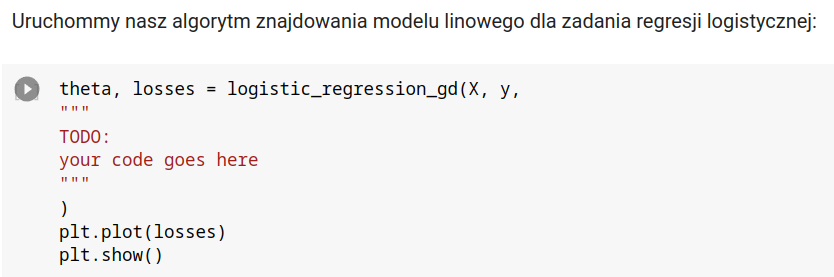 Uruchommy nasz algorytm znajdowania modelu linowego dla zadania regresji logistycznej:
theta, losses = logistic_regression_gd(X, y,
"""
TODO:
your code goes here
"""
)
plt.plot(losses)
plt.show()